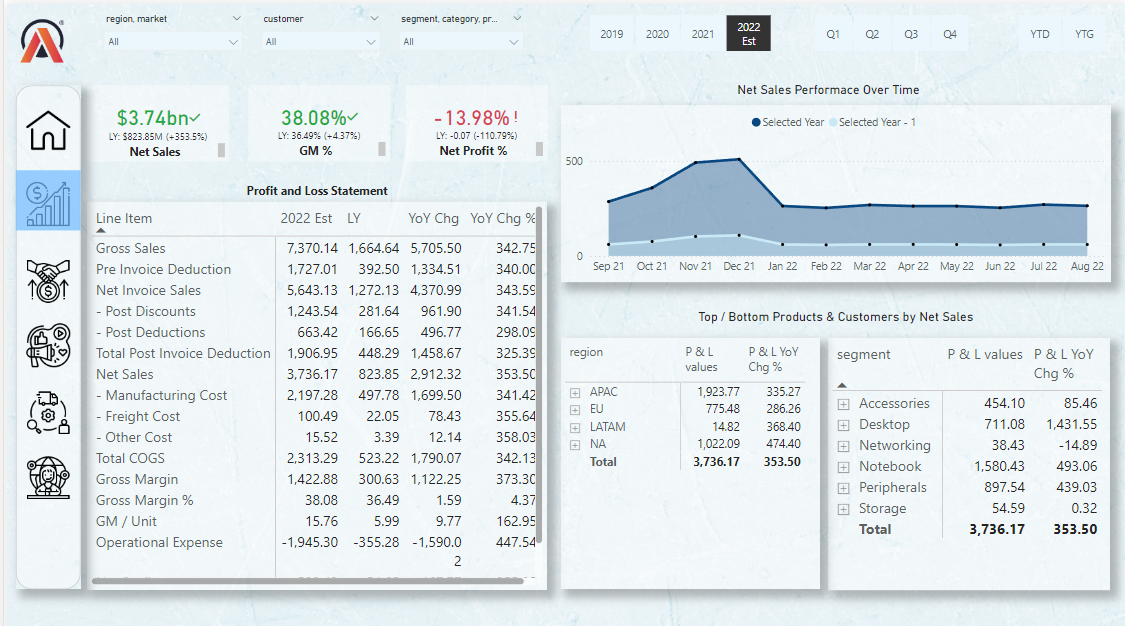 region, market
customer
segment, category, pr...
All
All
All
2019
2020
2021
2022 Est
Q1
Q2
Q3
Q4
YTD
YTG
$3.74bn
LY: $823.85M (+353.5%)
Net Sales
38.08%
LY: 36.49% (+4.37%)
GM %
-13.98% !
LY: -0.07 (-110.79%)
Net Profit %
Net Sales Performace Over Time
Selected Year Selected Year - 1
500
0
Sep 21 Oct 21 Nov 21 Dec 21 Jan 22 Feb 22 Mar 22 Apr 22 May 22 Jun 22 Jul 22 Aug 22
Profit and Loss Statement
Line Item 2022 Est LY YoY Chg YoY Chg %
Gross Sales 7,370.14 1,664.64 5,705.50 342.75
Pre Invoice Deduction 1,727.01 392.50 1,334.51 340.00
Net Invoice Sales 5,643.13 1,272.13 4,370.99 343.59
- Post Discounts 1,243.54 281.64 961.90 341.54
- Post Deductions 663.42 166.65 496.77 298.09
Total Post Invoice Deduction 1,906.95 448.29 1,458.67 325.39
Net Sales 3,736.17 823.85 2,912.32 353.50
- Manufacturing Cost 2,197.28 497.78 1,699.50 341.42
- Freight Cost 100.49 22.05 78.43 355.64
- Other Cost 15.52 3.39 12.14 358.03
Total COGS 2,313.29 523.22 1,790.07 342.13
Gross Margin 1,422.88 300.63 1,122.25 373.30
Gross Margin % 38.08 36.49 1.59 4.37
GM / Unit 15.76 5.99 9.77 162.95
Operational Expense -1,945.30 -355.28 -1,590.0 447.54
2
Top / Bottom Products & Customers by Net Sales
region P & L values P & L YoY Chg %
APAC 1,923.77 335.27
EU 775.48 286.26
LATAM 14.82 368.40
NA 1,022.09 474.40
Total 3,736.17 353.50
segment P & L values P & L YoY Chg %
Accessories 454.10 85.46
Desktop 711.08 1,431.55
Networking 38.43 -14.89
Notebook 1,580.43 493.06
Peripherals 897.54 439.03
Storage 54.59 0.32
Total 3,736.17 353.50